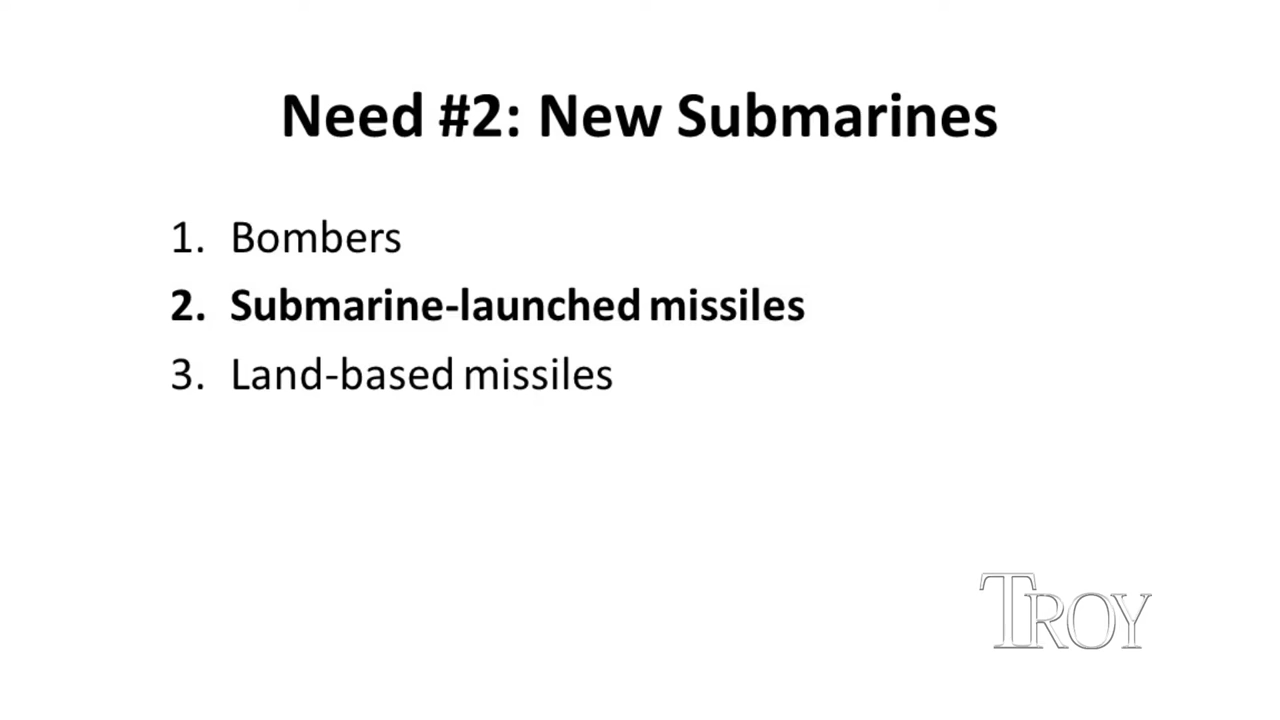 Need #2: New Submarines
1. Bombers
2. Submarine-launched missiles
3. Land-based missiles
TROY